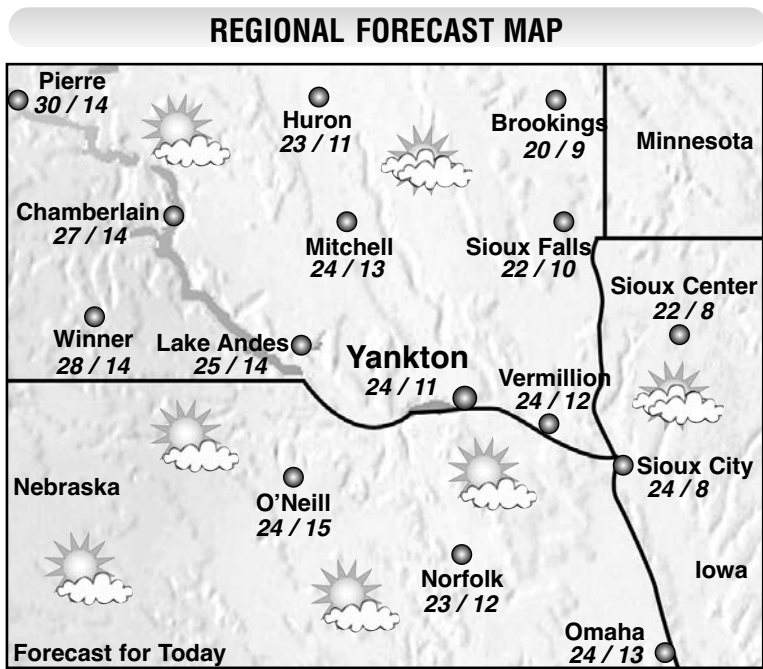 REGIONAL FORECAST MAP
Pierre
30 / 14
Huron
23 / 11
Brookings
20 / 9
Minnesota
Chamberlain
27 / 14
Mitchell
24 / 13
Sioux Falls
22 / 10
Sioux Center
22 / 8
Winner
28 / 14
Lake Andes
25 / 14
Yankton
24 / 11
Vermillion
24 / 12
Nebraska
O'Neill
24 / 15
Sioux City
24 / 8
Norfolk
23 / 12
Iowa
Omaha
24 / 13
Forecast for Today